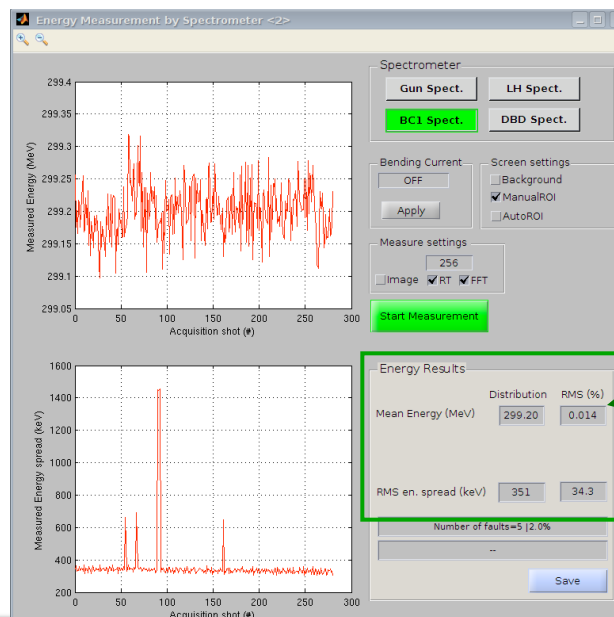 Energy Measurement by Spectrometer <2>
299.4
299.35
299.3
299.25
299.2
299.15
299.1
299.05
Measured Energy (MeV)
0 50 100 150 200 250 300
Acquisition shot (#)
1600
1400
1200
1000
800
600
400
200
Measured Energy spread (keV)
0 50 100 150 200 250 300
Acquisition shot (#)
Spectrometer
Gun Spect. LH Spect.
BC1 Spect. DBD Spect.
Bending Current
OFF
Apply
Screen settings
Background
ManualROI
AutoROI
Measure settings
256
Image RT FFT
Start Measurement
Energy Results
Distribution RMS (%)
Mean Energy (MeV) 299.20 0.014
RMS en. spread (keV) 351 34.3
Number of faults=5 |2.0%
--
Save